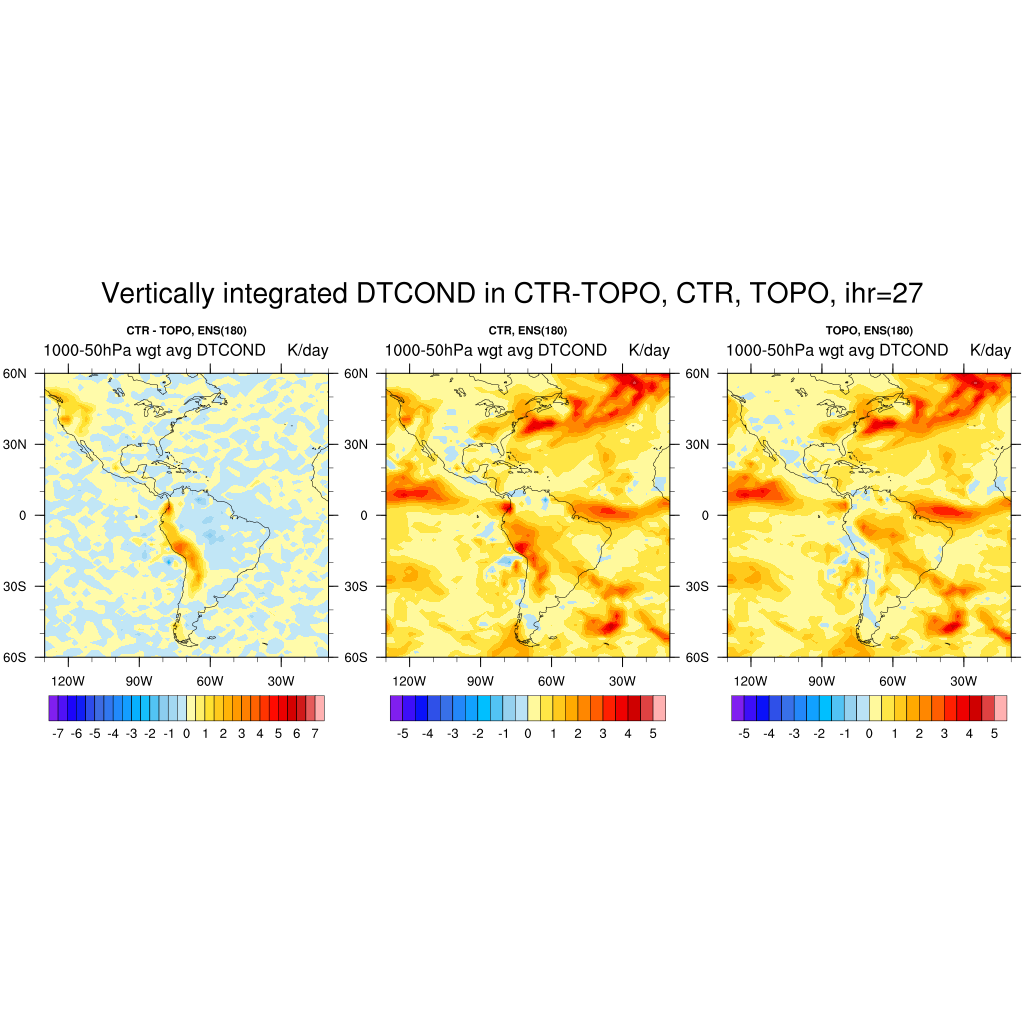 Vertically integrated DTCOND in CTR-TOPO, CTR, TOPO, ihr=27
CTR - TOPO, ENS(180)
1000-50hPa wgt avg DTCOND K/day
60N
30N
0
30S
60S
120W 90W 60W 30W
-7 -6 -5 -4 -3 -2 -1 0 1 2 3 4 5 6 7
CTR, ENS(180)
1000-50hPa wgt avg DTCOND K/day
60N
30N
0
30S
60S
120W 90W 60W 30W
-5 -4 -3 -2 -1 0 1 2 3 4 5
TOPO, ENS(180)
1000-50hPa wgt avg DTCOND K/day
60N
30N
0
30S
60S
120W 90W 60W 30W
-5 -4 -3 -2 -1 0 1 2 3 4 5